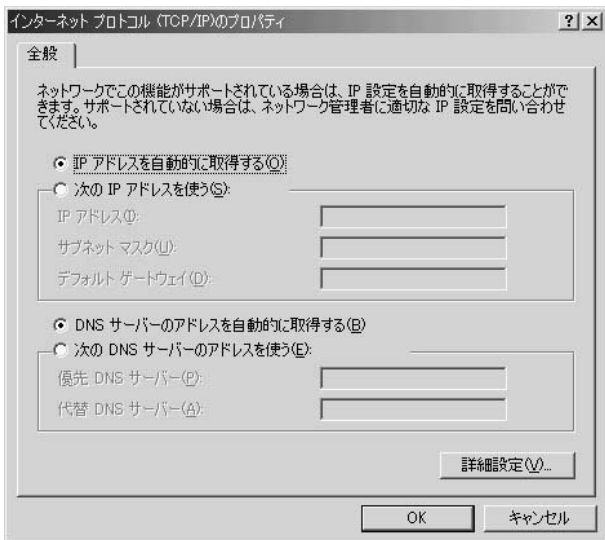 インターネット プロトコル (TCP/IP)のプロパティ
? ×
全般
ネットワークでこの機能がサポートされている場合は、IP 設定を自動的に取得することがで
きます。サポートされていない場合は、ネットワーク管理者に適切な IP 設定を問い合わせ
てください。
IP アドレスを自動的に取得する(O)
次の IP アドレスを使う(S):
IP アドレス(I):
サブネット マスク(U):
デフォルト ゲートウェイ(D):
DNS サーバーのアドレスを自動的に取得する(B)
次の DNS サーバーのアドレスを使う(E):
優先 DNS サーバー(P):
代替 DNS サーバー(A):
詳細設定(V)...
OK
キャンセル